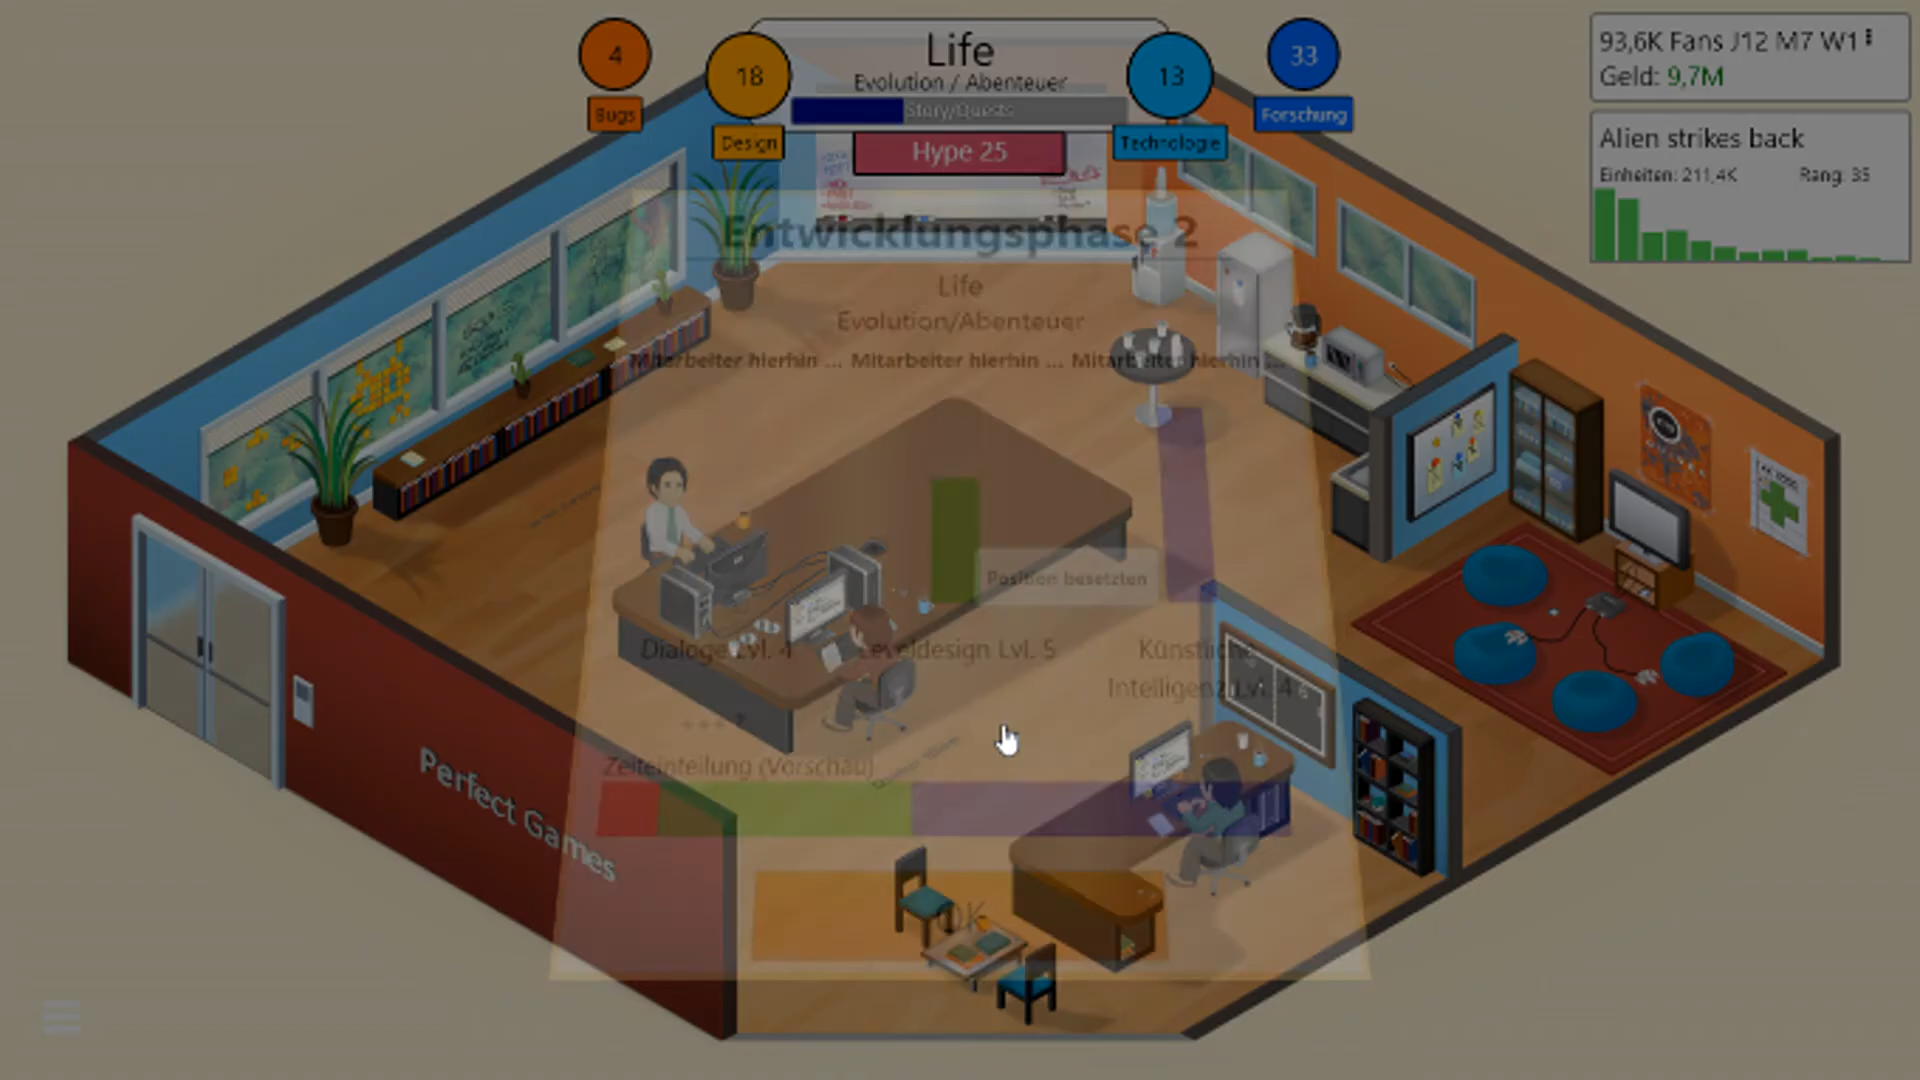 4
Bugs
18
Design
Life
Evolution / Abenteuer
Story/Quests
Hype 25
13
Technologie
33
Forschung
93,6K Fans J12 M7 W1
Geld: 9,7M
Alien strikes back
Einheiten: 211,4K Rang: 35
Entwicklungsphase 2
Life
Evolution/Abenteuer
Mitarbeiter hierhin ... Mitarbeiter hierhin ... Mitarbeiter hierhin ...
Position besetzten
Dialoge Lvl. 4
Leveldesign Lvl. 5
Künstliche
Intelligenz Lvl. 4
Zeiteinteilung (Vorschau)
OK
Perfect Games